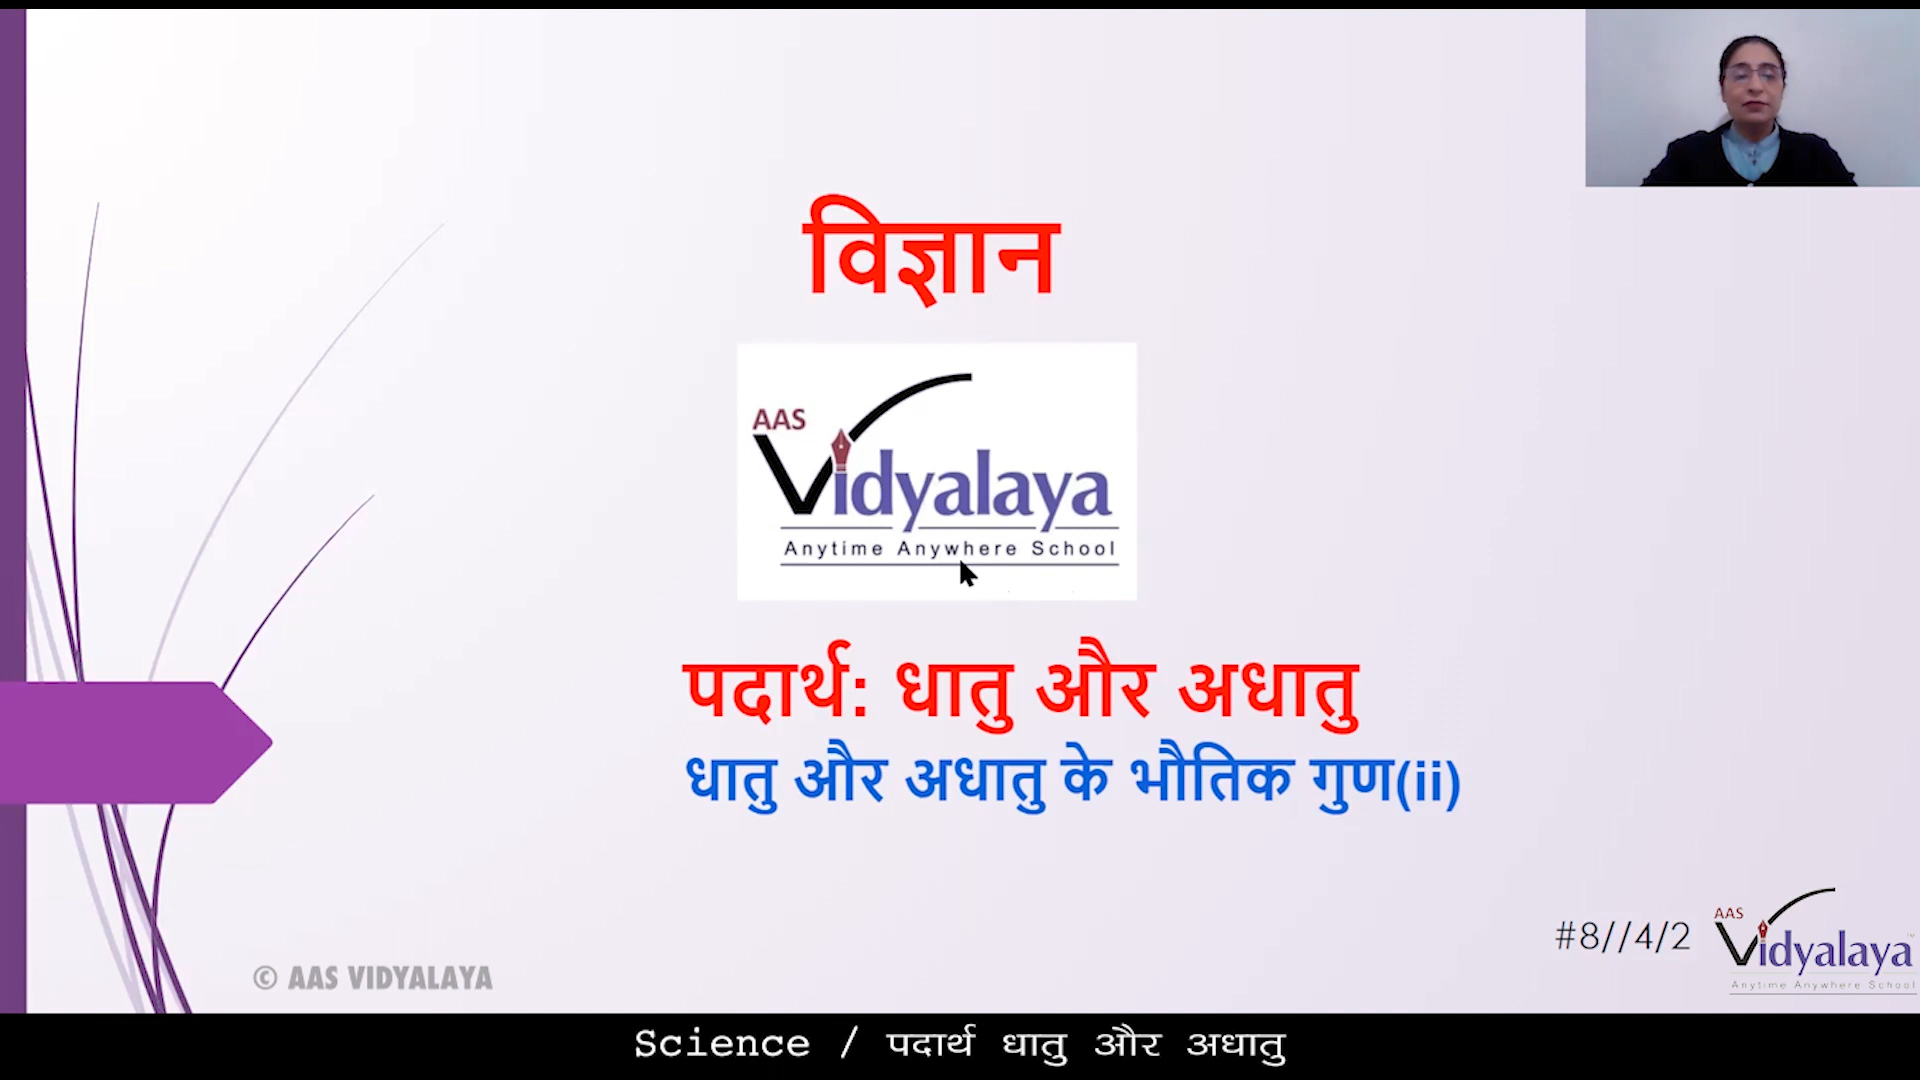 विज्ञान
AAS
Vidyalaya
Anytime Anywhere School
पदार्थ: धातु और अधातु
धातु और अधातु के भौतिक गुण(ii)
#8//4/2
AAS
Vidyalaya
Anytime Anywhere School
© AAS VIDYALAYA
Science / पदार्थ धातु और अधातु